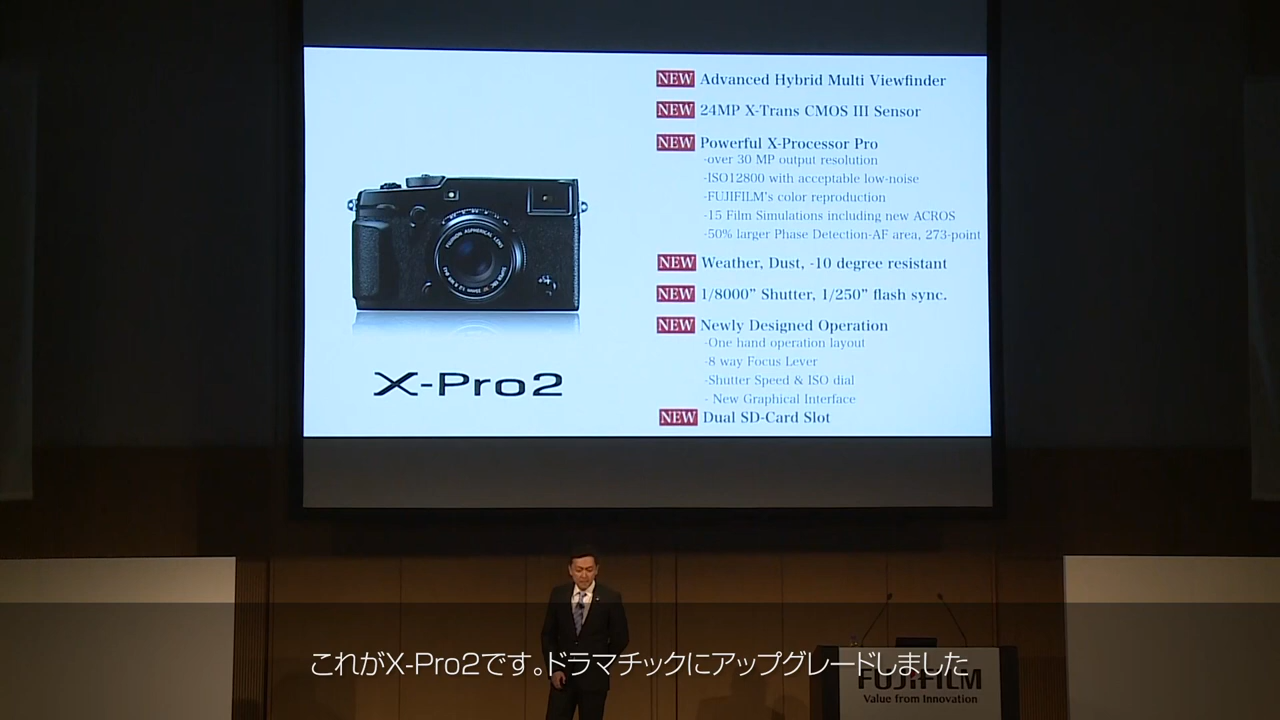 NEW Advanced Hybrid Multi Viewfinder
NEW 24MP X-Trans CMOS III Sensor
NEW Powerful X-Processor Pro
-over 30 MP output resolution
-ISO12800 with acceptable low-noise
-FUJIFILM's color reproduction
-15 Film Simulations including new ACROS
-50% larger Phase Detection-AF area, 273-point
NEW Weather, Dust, -10 degree resistant
NEW 1/8000” Shutter, 1/250” flash sync.
NEW Newly Designed Operation
-One hand operation layout
-8 way Focus Lever
-Shutter Speed & ISO dial
- New Graphical Interface
NEW Dual SD-Card Slot
FUJINON ASPHERICAL LENS
X-Pro2
これがX-Pro2です。ドラマチックにアップグレードしました
FUJIFILM
Value from Innovation